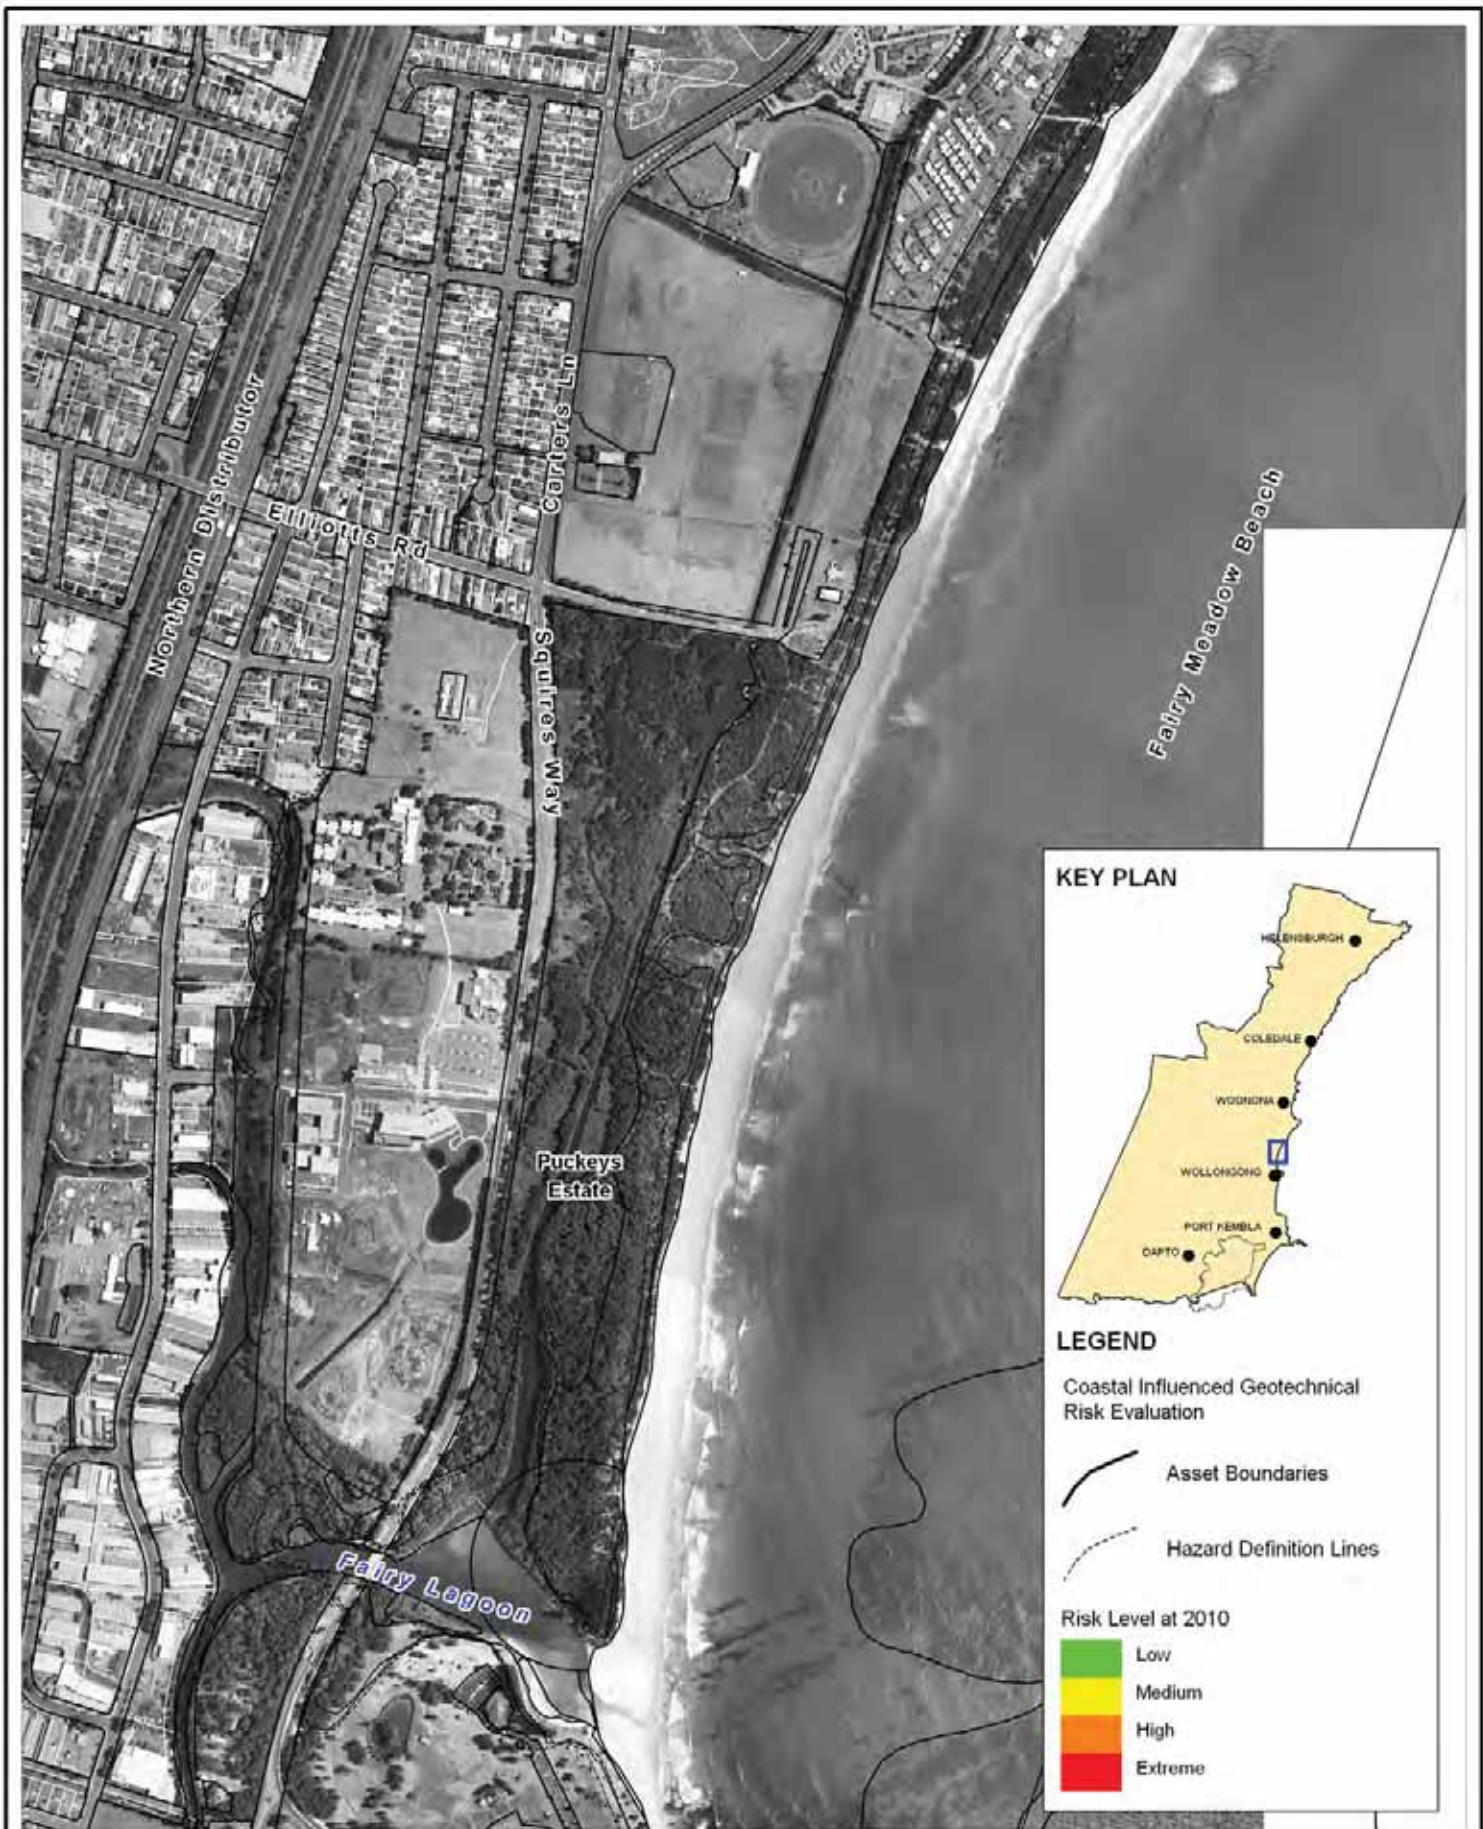 Northern Distributor
Elliotts Rd
Carters Ln
Squires Way
Fairy Meadow Beach
Puckeys
Estate
Fairy Lagoon
KEY PLAN
HELENSBURGH
COLEDALE
WOONONA
WOLLONGONG
PORT KEMBLA
DAPTO
LEGEND
Coastal Influenced Geotechnical
Risk Evaluation
Asset Boundaries
Hazard Definition Lines
Risk Level at 2010
Low
Medium
High
Extreme